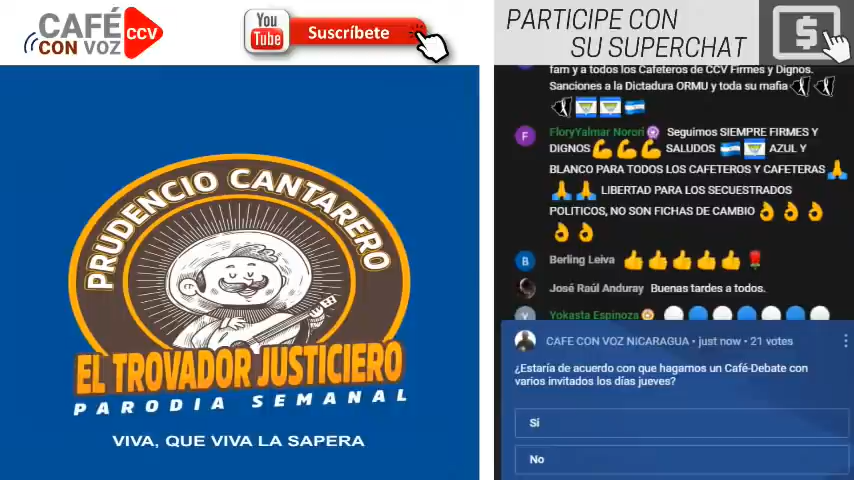 CAFÉ
CON VOZ
CCV
You
Tube
Suscríbete
PARTICIPE CON
SU SUPERCHAT
$
PRUDENCIO CANTARERO
EL TROVADOR JUSTICIERO
PARODIA SEMANAL
VIVA, QUE VIVA LA SAPERA
fam y a todos los Cafeteros de CCV Firmes y Dignos.
Sanciones a la Dictadura ORMU y toda su mafia
F
FloryYalmar Norori Seguimos SIEMPRE FIRMES Y
DIGNOS SALUDOS AZUL Y
BLANCO PARA TODOS LOS CAFETEROS Y CAFETERAS
LIBERTAD PARA LOS SECUESTRADOS
POLITICOS, NO SON FICHAS DE CAMBIO
B
Berling Leiva
José Raúl Anduray Buenas tardes a todos.
Y
Yokasta Espinoza
CAFE CON VOZ NICARAGUA • just now • 21 votes
¿Estaría de acuerdo con que hagamos un Café-Debate con
varios invitados los días jueves?
Sí
No